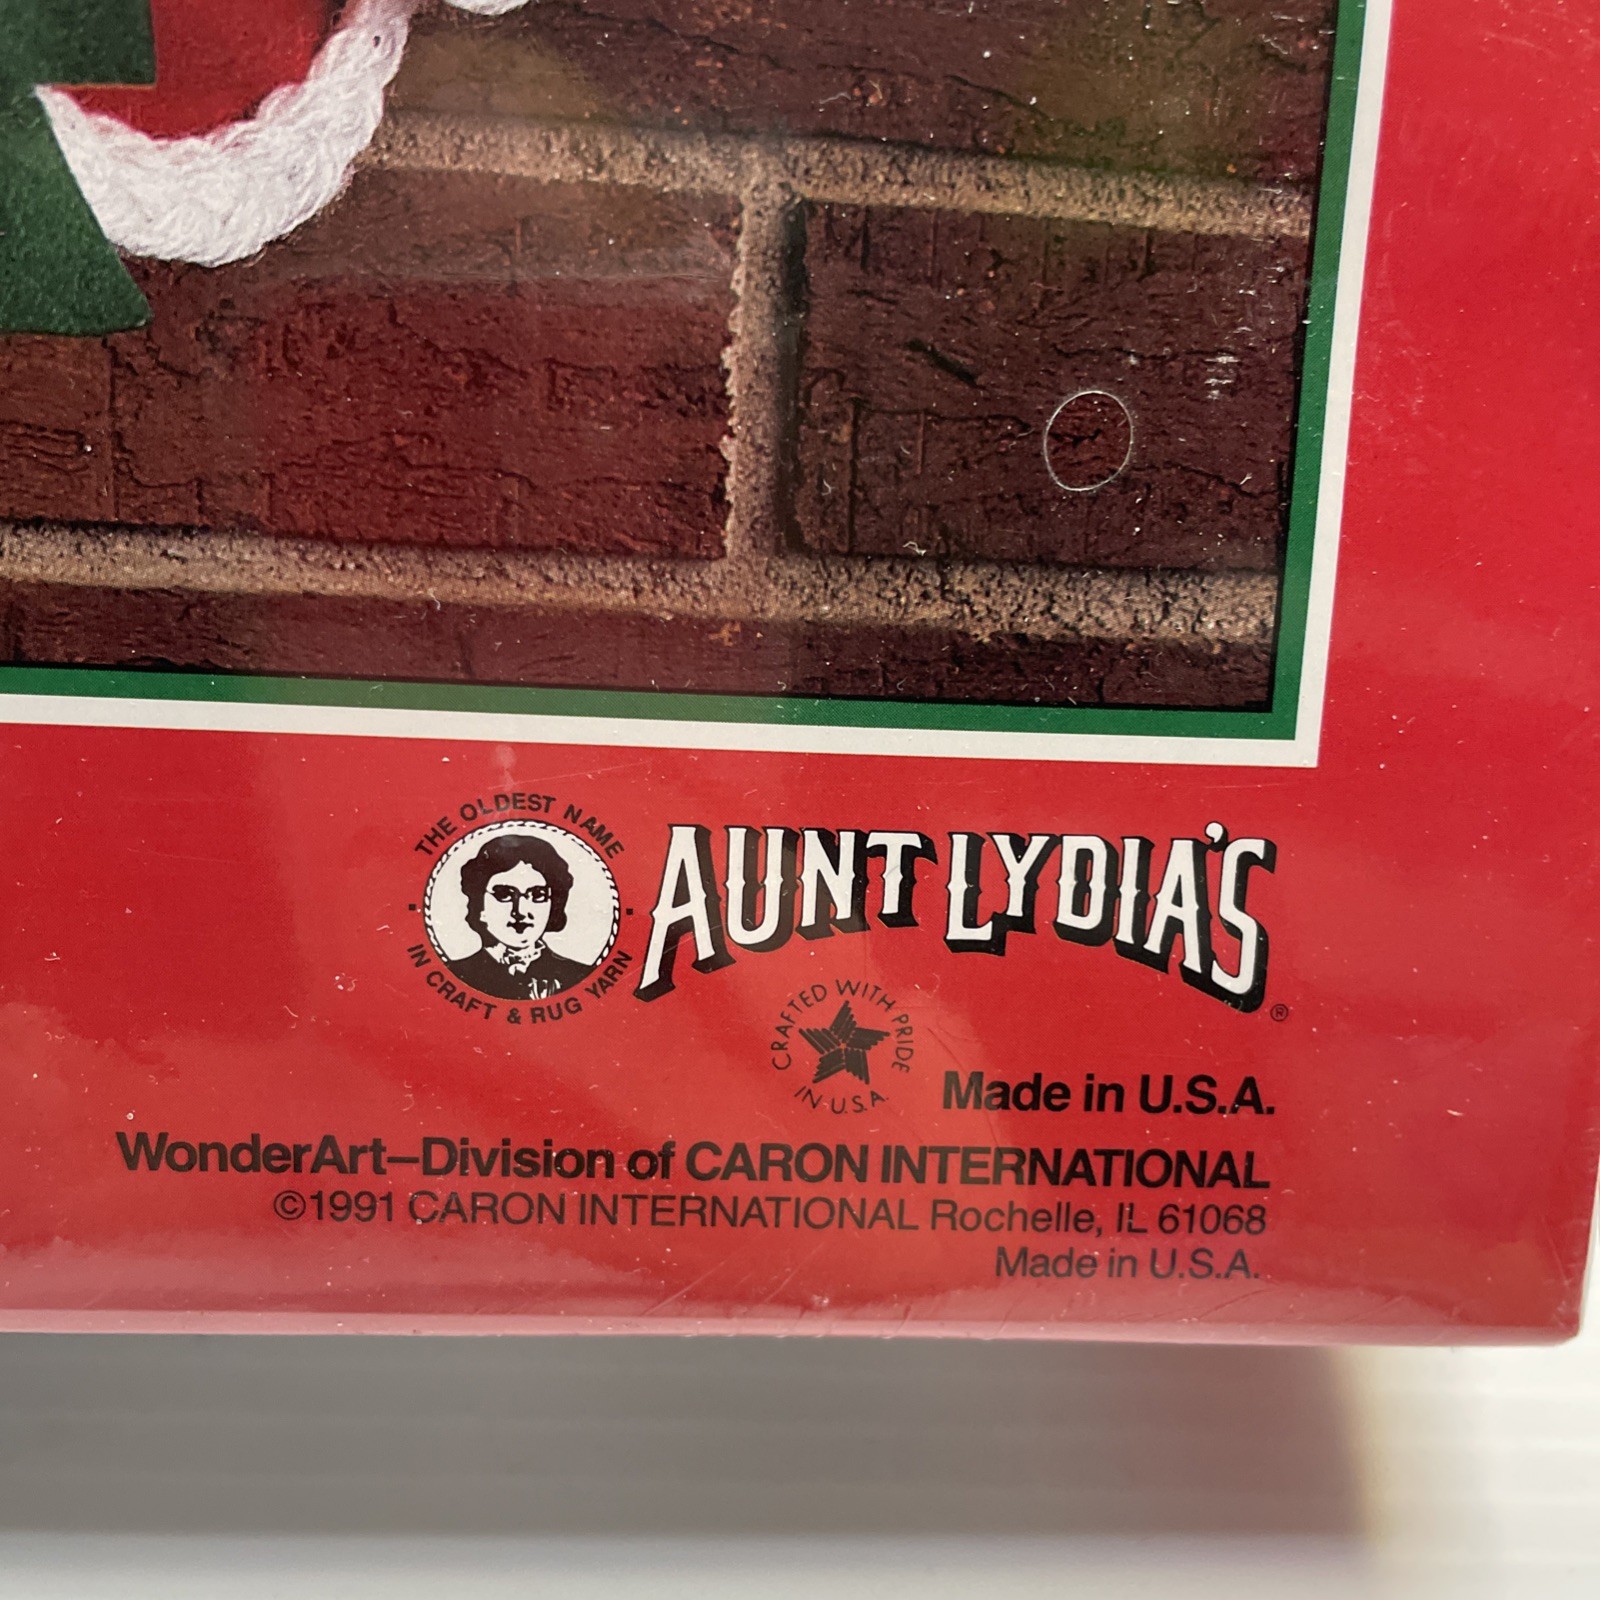 THE OLDEST NAME
IN CRAFT & RUG YARN
AUNT LYDIA'S®
CRAFTED WITH PRIDE
IN U.S.A.
Made in U.S.A.
WonderArt–Division of CARON INTERNATIONAL
©1991 CARON INTERNATIONAL Rochelle, IL 61068
Made in U.S.A.